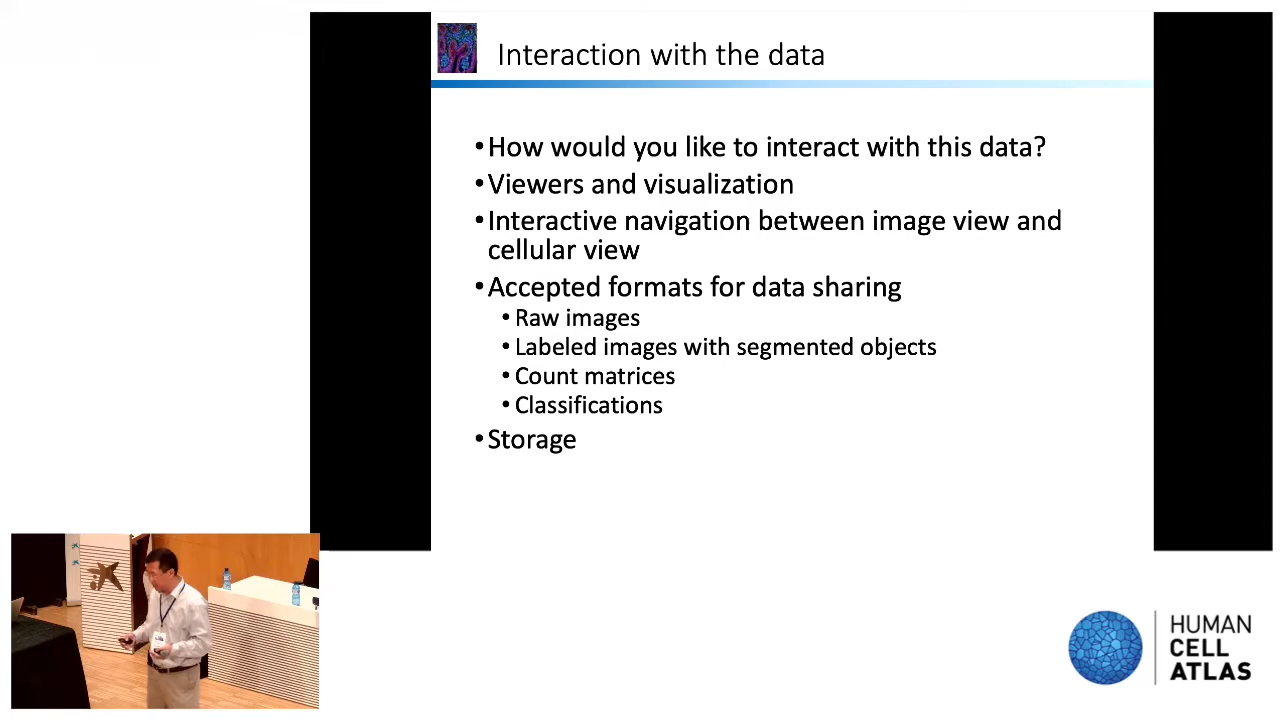 Interaction with the data
•How would you like to interact with this data?
•Viewers and visualization
•Interactive navigation between image view and
cellular view
•Accepted formats for data sharing
•Raw images
•Labeled images with segmented objects
•Count matrices
•Classifications
•Storage
HUMAN
CELL
ATLAS